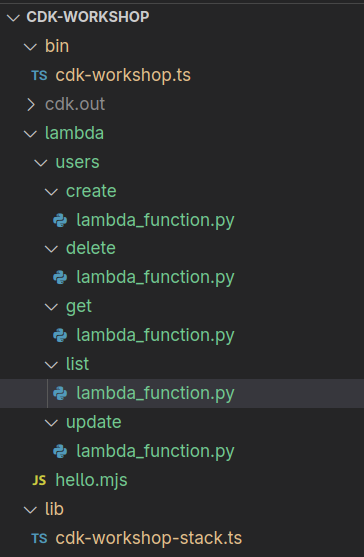 CDK-WORKSHOP
bin
TS cdk-workshop.ts
cdk.out
lambda
users
create
lambda_function.py
delete
lambda_function.py
get
lambda_function.py
list
lambda_function.py
update
lambda_function.py
JS hello.mjs
lib
TS cdk-workshop-stack.ts